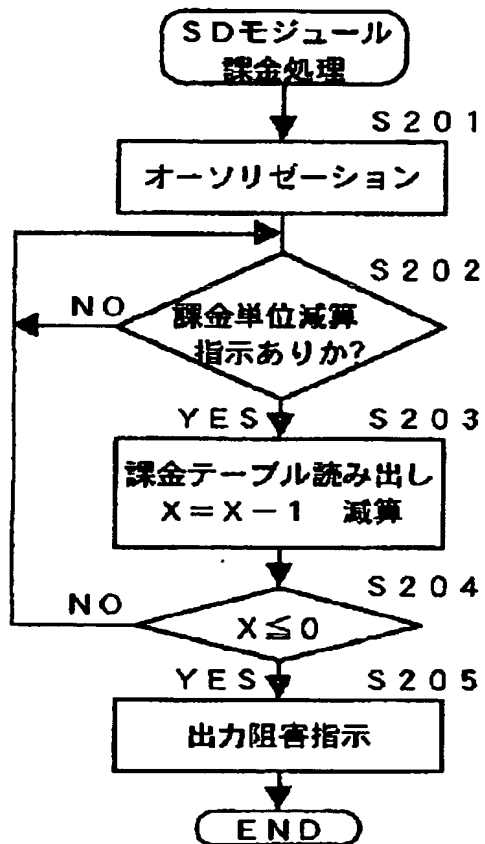 SDモジュール
課金処理
S201
オーソリゼーション
S202
NO
課金単位減算
指示ありか?
YES
S203
課金テーブル読み出し
X=X-1 減算
S204
NO
X≦0
YES
S205
出力阻害指示
END